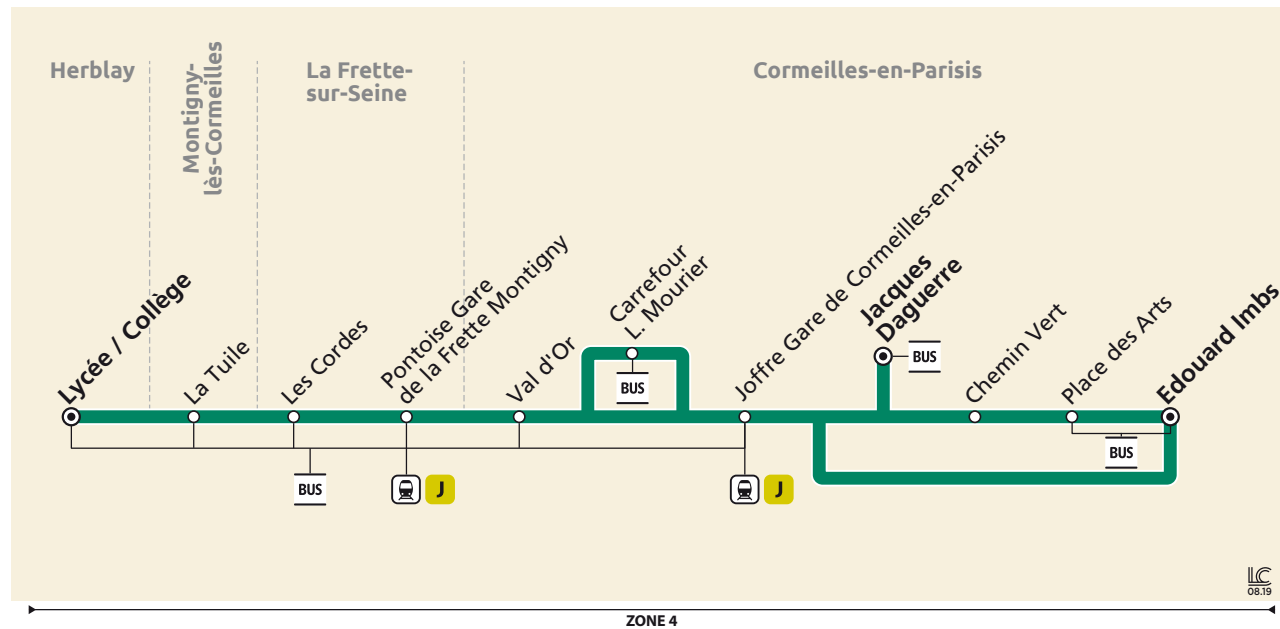 Herblay
Montigny-
lès-Cormeilles
La Frette-
sur-Seine
Cormeilles-en-Parisis
Lycée / Collège
La Tuile
Les Cordes
Pontoise Gare
de la Frette Montigny
Val d'Or
Carrefour
L. Mourier
Joffre Gare de Cormeilles-en-Parisis
Jacques
Daguerre
Chemin Vert
Place des Arts
Edouard Imbs
BUS
BUS
BUS
BUS
J
J
LC
08.19
ZONE 4